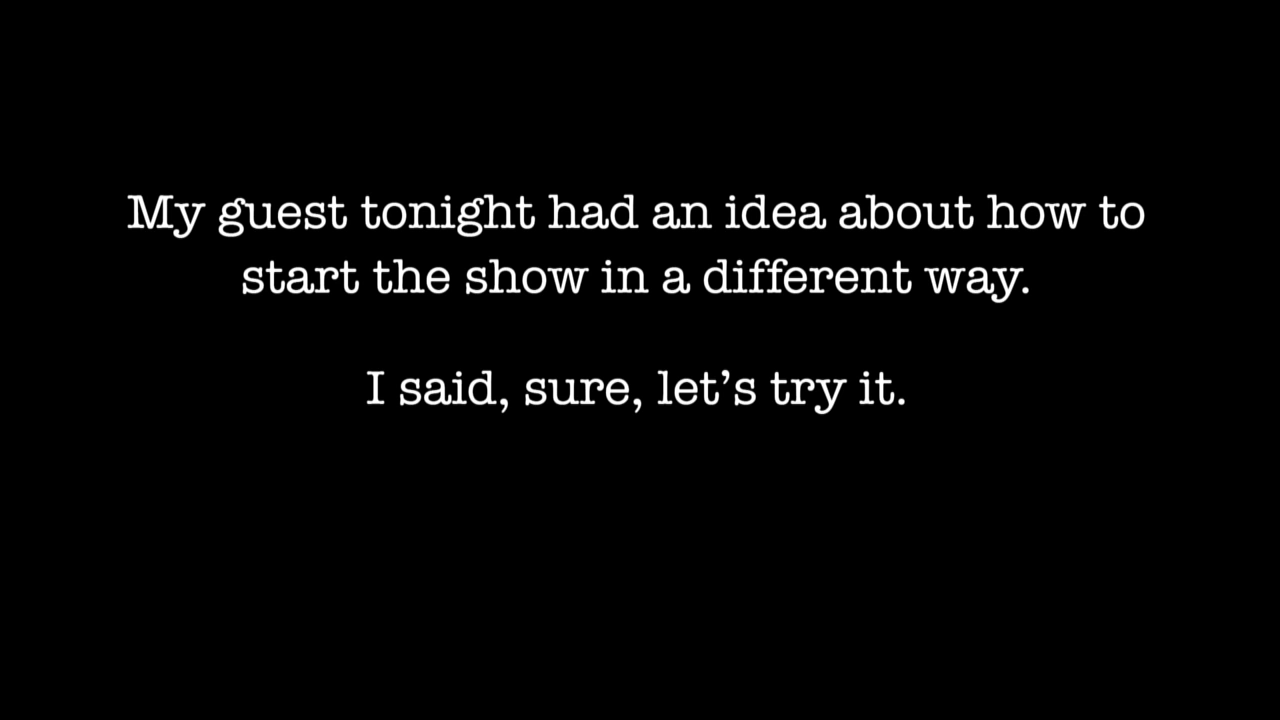 My guest tonight had an idea about how to
start the show in a different way.
I said, sure, let’s try it.